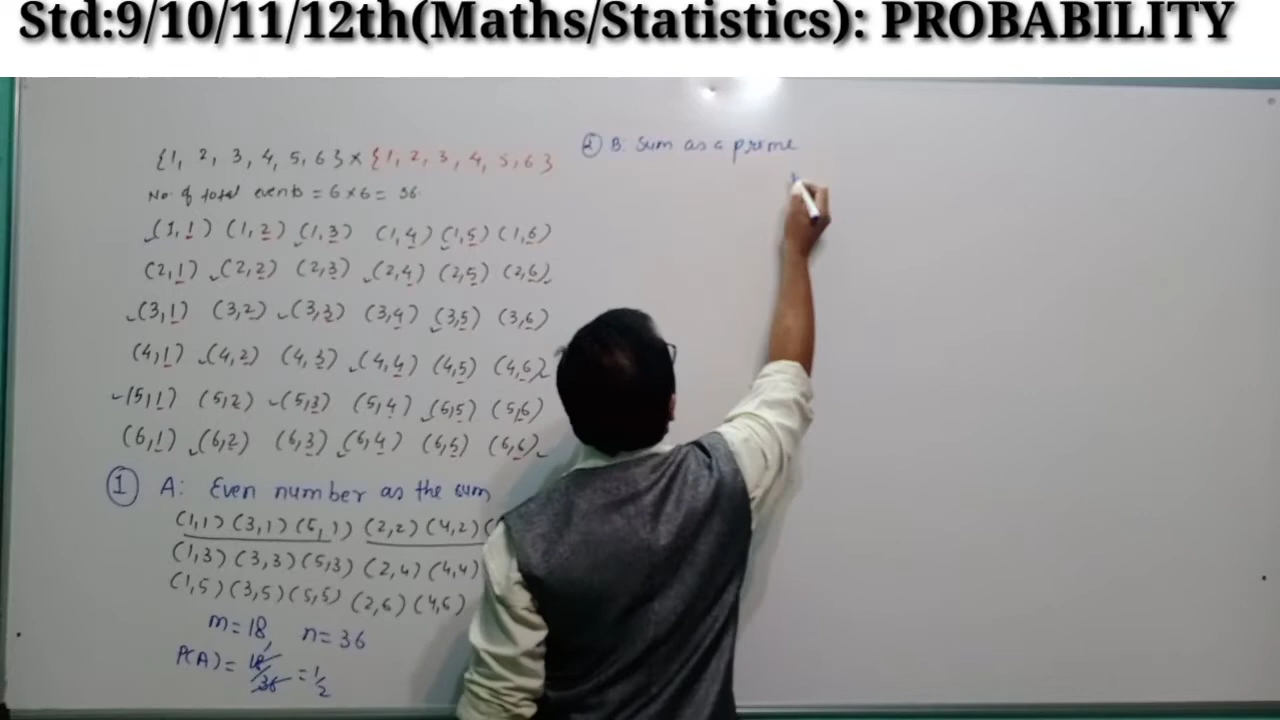 Std:9/10/11/12th(Maths/Statistics): PROBABILITY
{1, 2, 3, 4, 5, 6} × {1, 2, 3, 4, 5, 6}
No. of total events = 6 × 6 = 36
(1,1) (1,2) (1,3) (1,4) (1,5) (1,6)
(2,1) (2,2) (2,3) (2,4) (2,5) (2,6)
(3,1) (3,2) (3,3) (3,4) (3,5) (3,6)
(4,1) (4,2) (4,3) (4,4) (4,5) (4,6)
(5,1) (5,2) (5,3) (5,4) (5,5) (5,6)
(6,1) (6,2) (6,3) (6,4) (6,5) (6,6)
① A: Even number as the sum
(1,1) (3,1) (5,1) (2,2) (4,2) (
(1,3) (3,3) (5,3) (2,4) (4,4)
(1,5) (3,5) (5,5) (2,6) (4,6)
m=18, n=36
P(A) = 18/36 = 1/2
② B: Sum as a prime